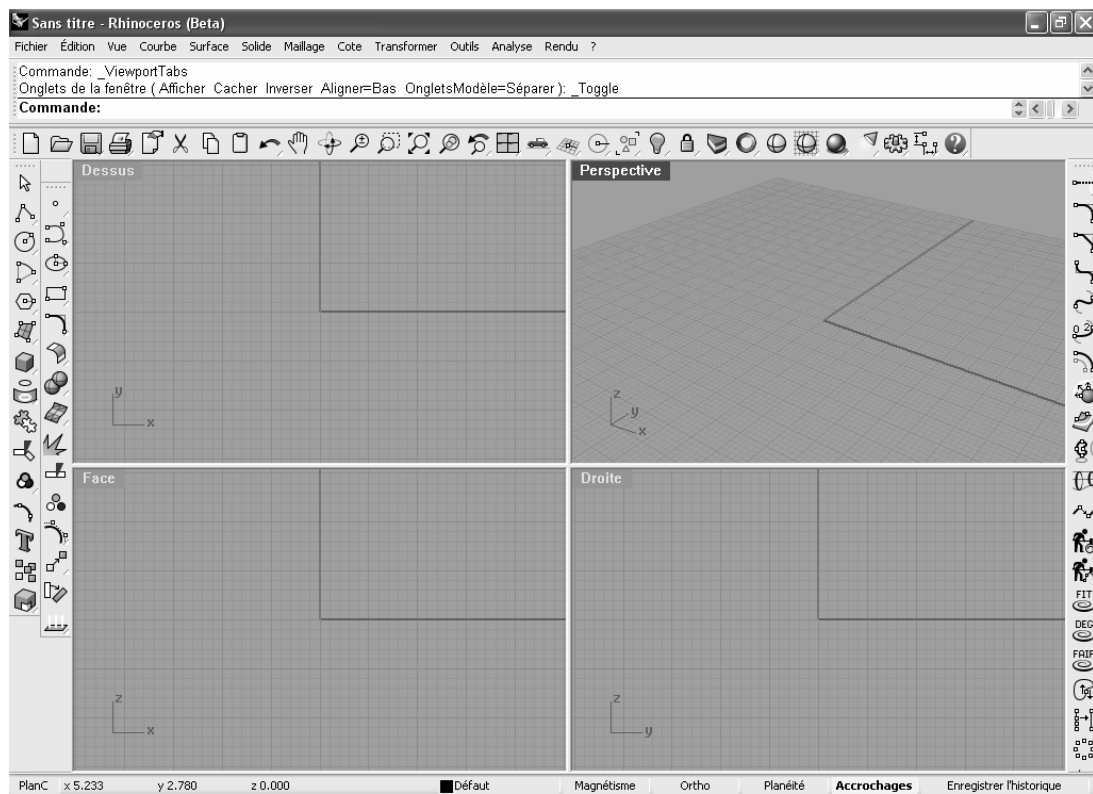 Sans titre - Rhinoceros (Beta)
Fichier Édition Vue Courbe Surface Solide Maillage Cote Transformer Outils Analyse Rendu ?
Commande: _ViewportTabs
Onglets de la fenêtre ( Afficher Cacher Inverser Aligner=Bas OngletsModèle=Séparer ): _Toggle
Commande:
Dessus
Perspective
y
x
z
y
x
Face
Droite
z
x
z
y
FIT
DEG
FAIF
PlanC x 5.233 y 2.780 z 0.000 Défaut Magnétisme Ortho Planéité Accrochages Enregistrer l'historique